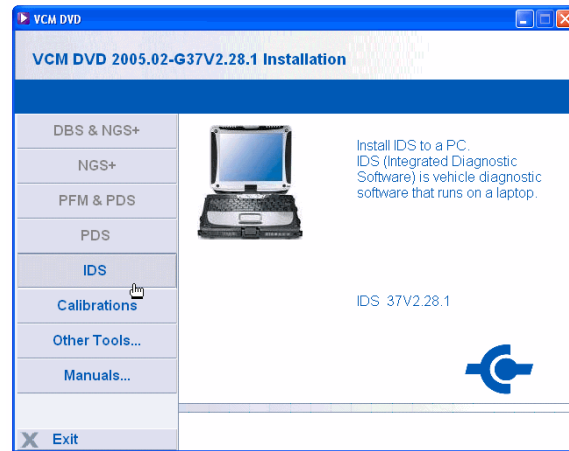 VCM DVD
VCM DVD 2005.02-G37V2.28.1 Installation
DBS & NGS+
NGS+
PFM & PDS
PDS
IDS
Calibrations
Other Tools...
Manuals...
Exit
Install IDS to a PC.
IDS (Integrated Diagnostic
Software) is vehicle diagnostic
software that runs on a laptop.
IDS 37V2.28.1